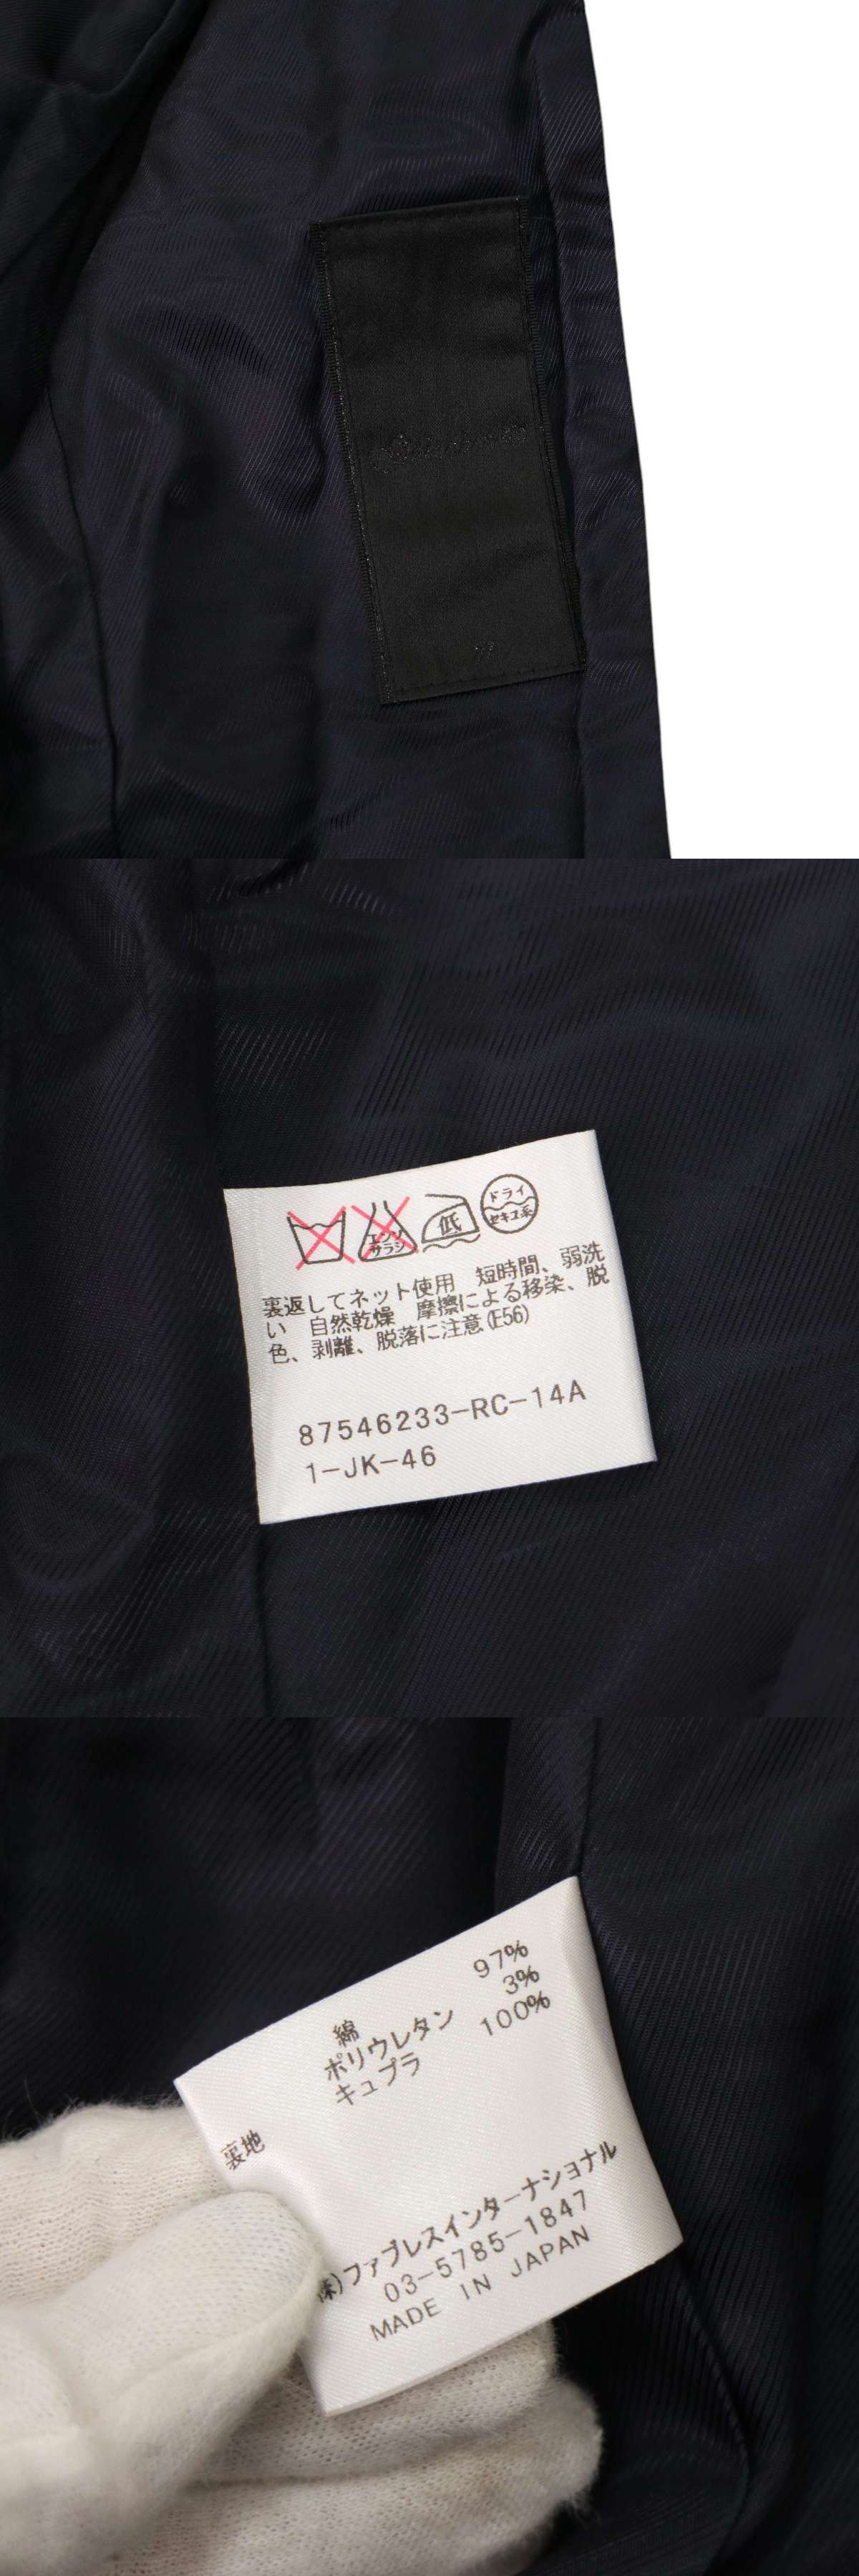 エンソ
サラシ
低
ドライ
セキユ系
裏返してネット使用　短時間、弱洗
い　自然乾燥　摩擦による移染、脱
色、剥離、脱落に注意(E56)
87546233-RC-14A
1-JK-46
綿 97%
ポリウレタン 3%
キュプラ 100%
裏地
株)ファブレスインターナショナル
03-5785-1847
MADE IN JAPAN